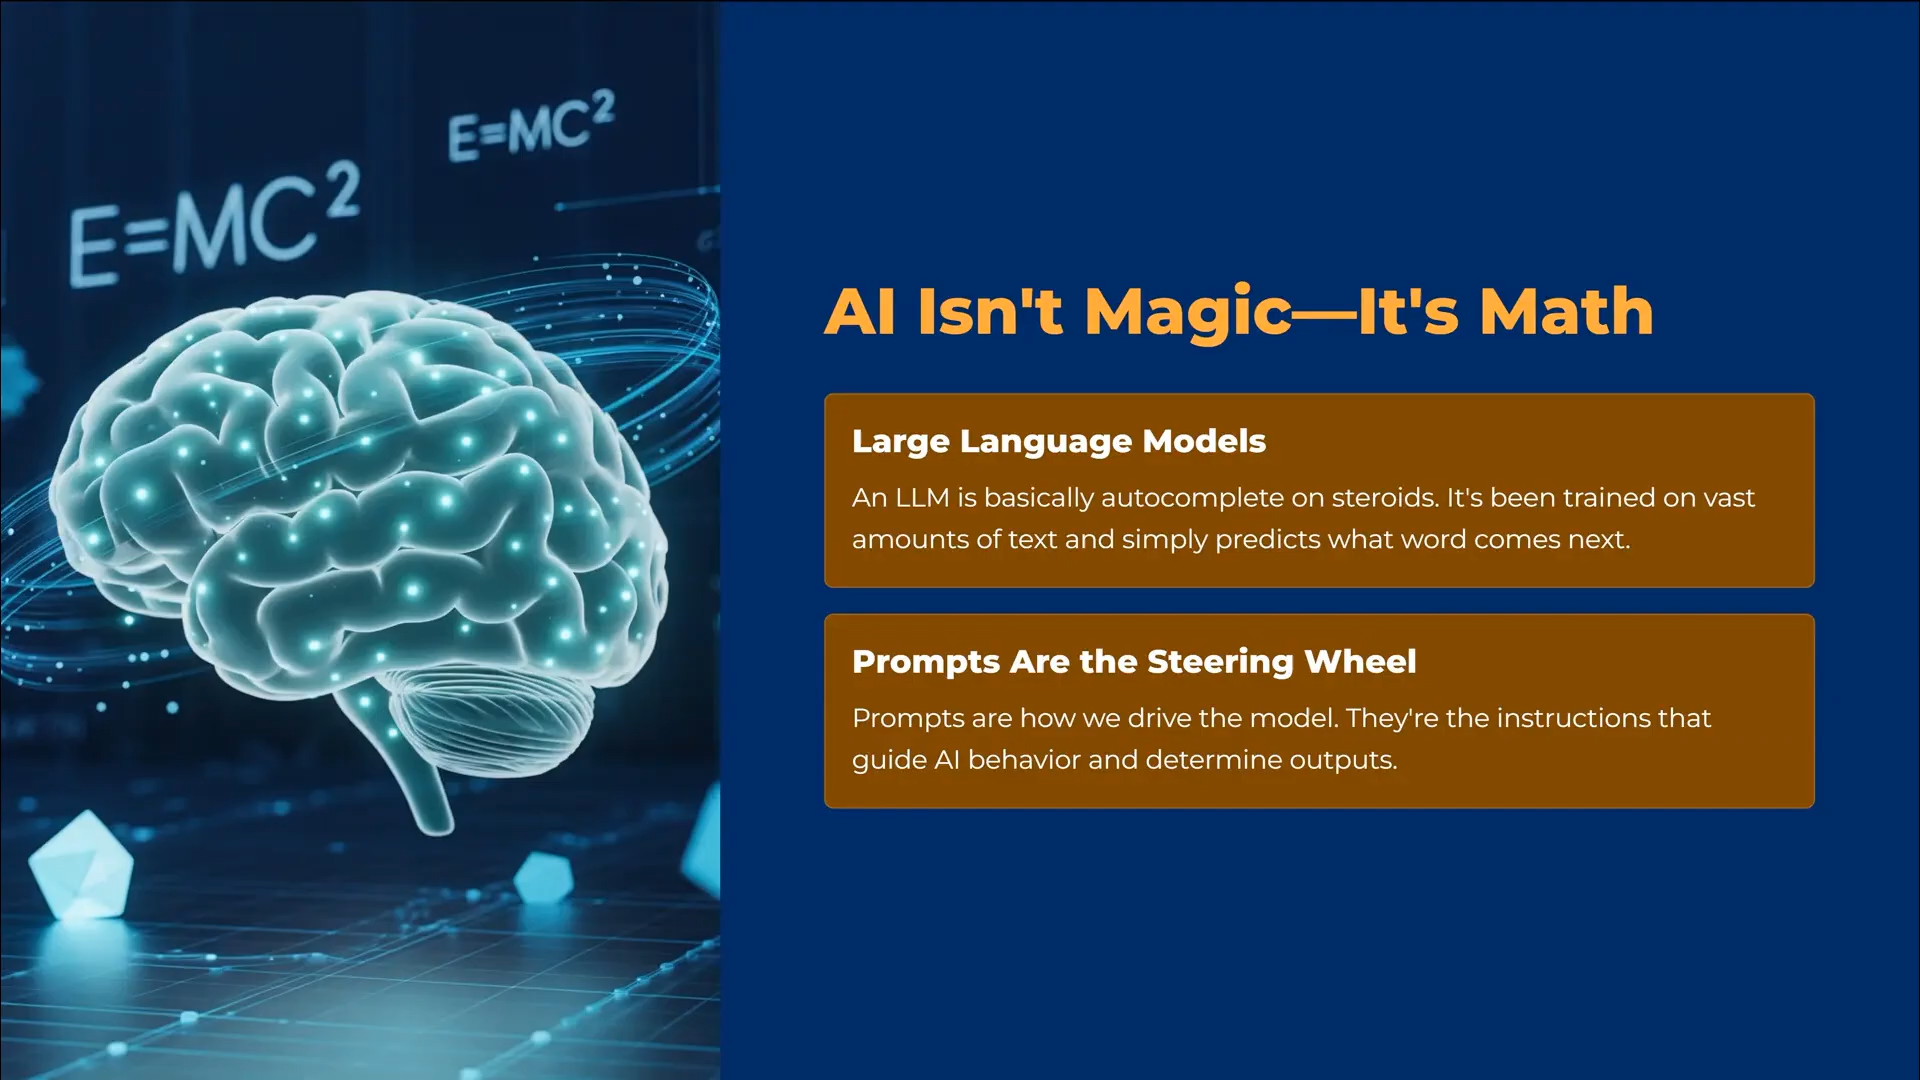 E=MC²
E=MC²
AI Isn't Magic—It's Math
Large Language Models
An LLM is basically autocomplete on steroids. It's been trained on vast
amounts of text and simply predicts what word comes next.
Prompts Are the Steering Wheel
Prompts are how we drive the model. They're the instructions that
guide AI behavior and determine outputs.